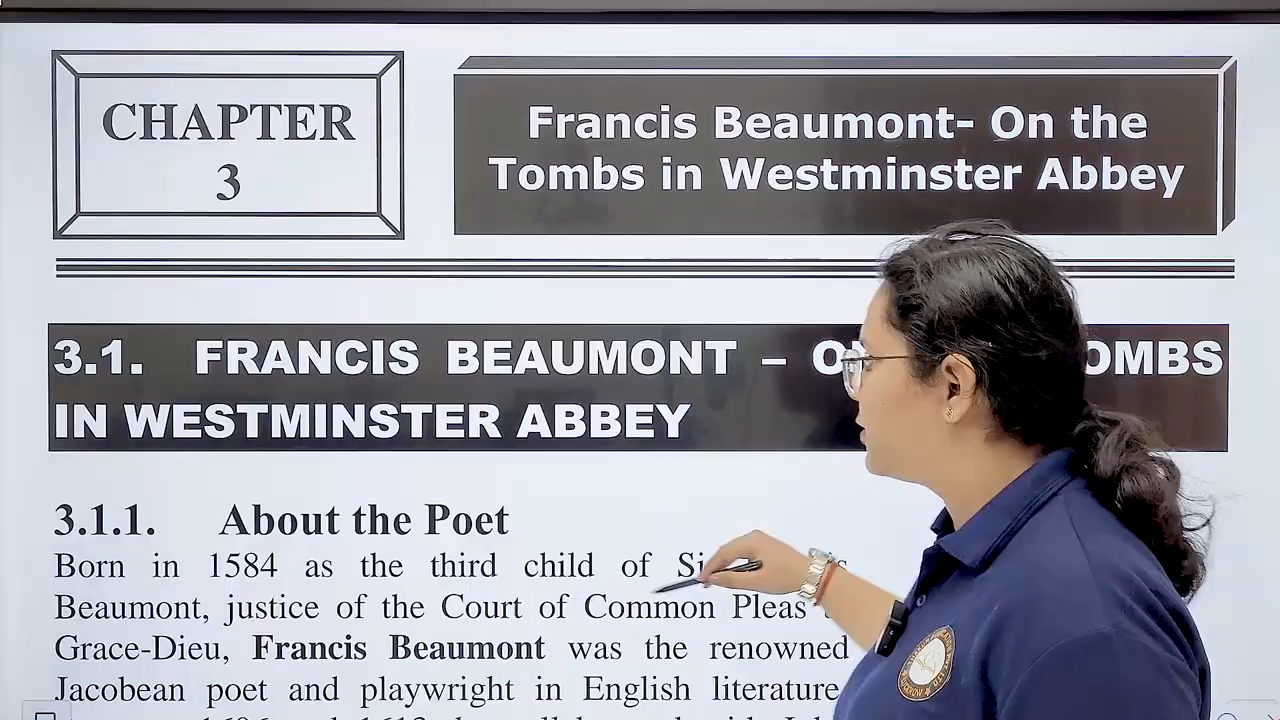 CHAPTER
3
Francis Beaumont- On the
Tombs in Westminster Abbey
3.1. FRANCIS BEAUMONT –
IN WESTMINSTER ABBEY
3.1.1. About the Poet
Born in 1584 as the third child of
Beaumont, justice of the Court of Common Pleas
Grace-Dieu, Francis Beaumont was the renowned
Jacobean poet and playwright in English literature